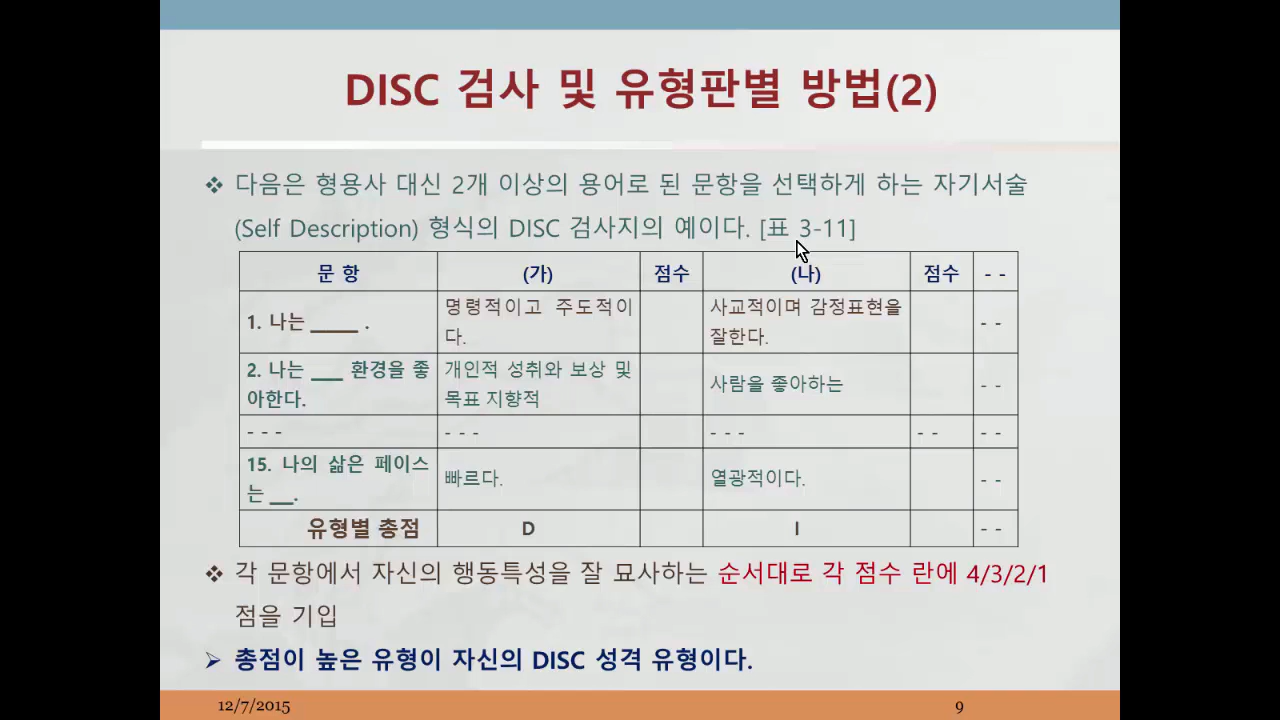 DISC 검사 및 유형판별 방법(2)
❖ 다음은 형용사 대신 2개 이상의 용어로 된 문항을 선택하게 하는 자기서술
(Self Description) 형식의 DISC 검사지의 예이다. [표 3-11]
문 항 (가) 점수 (나) 점수 - -
1. 나는 _____ . 명령적이고 주도적이 사교적이며 감정표현을 - -
다. 잘한다.
2. 나는 ___ 환경을 좋 개인적 성취와 보상 및 사람을 좋아하는 - -
아한다. 목표 지향적
- - - - - - - - - - - - -
15. 나의 삶은 페이스 빠르다. 열광적이다. - -
는 __.
유형별 총점 D I - -
❖ 각 문항에서 자신의 행동특성을 잘 묘사하는 순서대로 각 점수 란에 4/3/2/1
점을 기입
➢ 총점이 높은 유형이 자신의 DISC 성격 유형이다.
12/7/2015 9